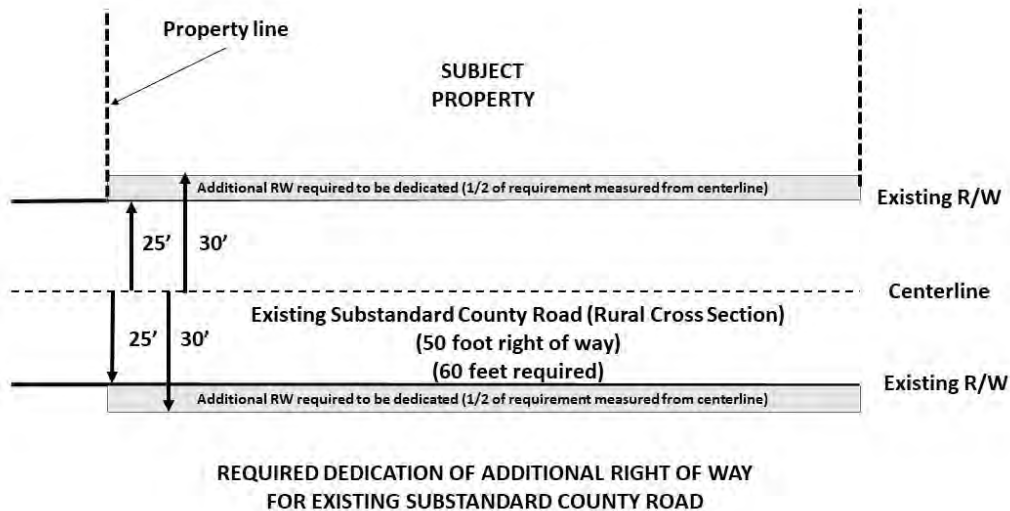 Property line
SUBJECT
PROPERTY
Additional RW required to be dedicated (1/2 of requirement measured from centerline)
Existing R/W
25’
30’
Centerline
Existing Substandard County Road (Rural Cross Section)
25’
30’
(50 foot right of way)
(60 feet required)
Existing R/W
Additional RW required to be dedicated (1/2 of requirement measured from centerline)
REQUIRED DEDICATION OF ADDITIONAL RIGHT OF WAY
FOR EXISTING SUBSTANDARD COUNTY ROAD